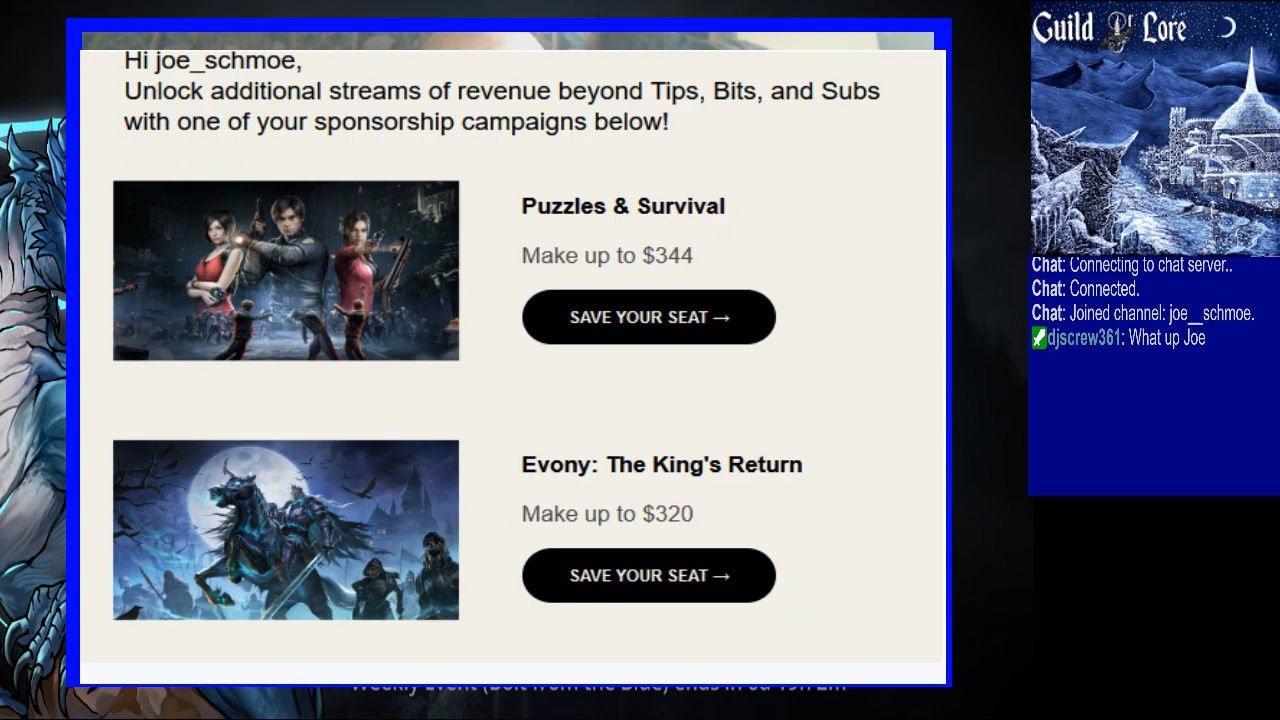 Hi joe_schmoe,
Unlock additional streams of revenue beyond Tips, Bits, and Subs
with one of your sponsorship campaigns below!
Puzzles & Survival
Make up to $344
SAVE YOUR SEAT →
Evony: The King's Return
Make up to $320
SAVE YOUR SEAT →
Guild of Lore
Chat: Connecting to chat server..
Chat: Connected.
Chat: Joined channel: joe__schmoe.
djscrew361: What up Joe